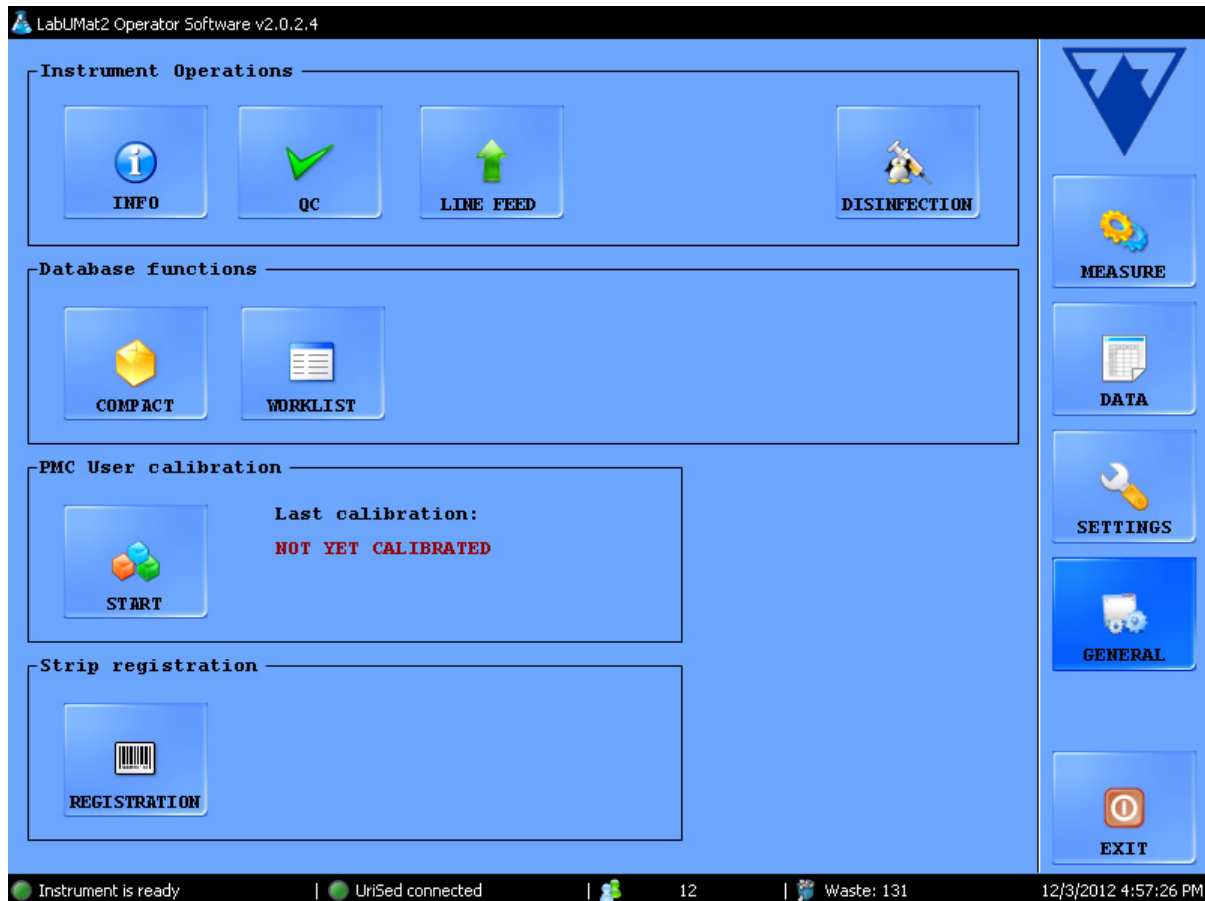 LabUMat2 Operator Software v2.0.2.4
Instrument Operations
INFO
QC
LINE FEED
DISINFECTION
Database functions
COMPACT
WORKLIST
PMC User calibration
Last calibration:
NOT YET CALIBRATED
START
Strip registration
REGISTRATION
MEASURE
DATA
SETTINGS
GENERAL
EXIT
Instrument is ready | UriSed connected | 12 | Waste: 131 12/3/2012 4:57:26 PM